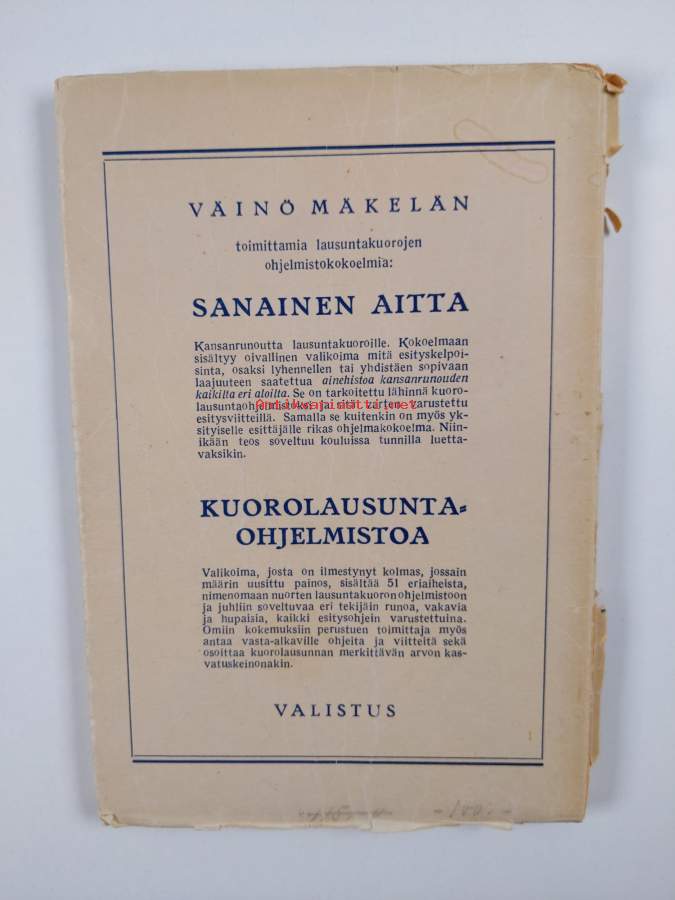 VÄINÖ MÄKELÄN
toimittamia lausuntakuorojen
ohjelmistokokoelmia:
SANAINEN AITTA
Kansanrunoutta lausuntakuoroille. Kokoelmaan
sisältyy oivallinen valikoima mitä esityskelpoi-
sinta, osaksi lyhennellen tai yhdistäen sopivaan
laajuuteen saatettua ainehistoa kansanrunouden
kaikilta eri aloilta. Se on tarkoitettu lähinnä kuoro-
lausuntaohjelmistoksi ja sitä varten varustettu
esitysviitteillä. Samalla se kuitenkin on myös yk-
sityiselle esittäjälle rikas ohjelmakokoelma. Niin-
ikään teos soveltuu kouluissa tunnilla luetta-
vaksikin.
KUOROLAUSUNTA-
OHJELMISTOA
Valikoima, josta on ilmestynyt kolmas, jossain
määrin uusittu painos, sisältää 51 eriaiheista,
nimenomaan nuorten lausuntakuoron ohjelmistoon
ja juhliin soveltuvaa eri tekijäin runoa, vakavia
ja hupaisia, kaikki esitysohjein varustettuina.
Omiin kokemuksiin perustuen toimittaja myös
antaa vasta-alkaville ohjeita ja viitteitä sekä
osoittaa kuorolausunnan merkittävän arvon kas-
vatuskeinonakin.
VALISTUS